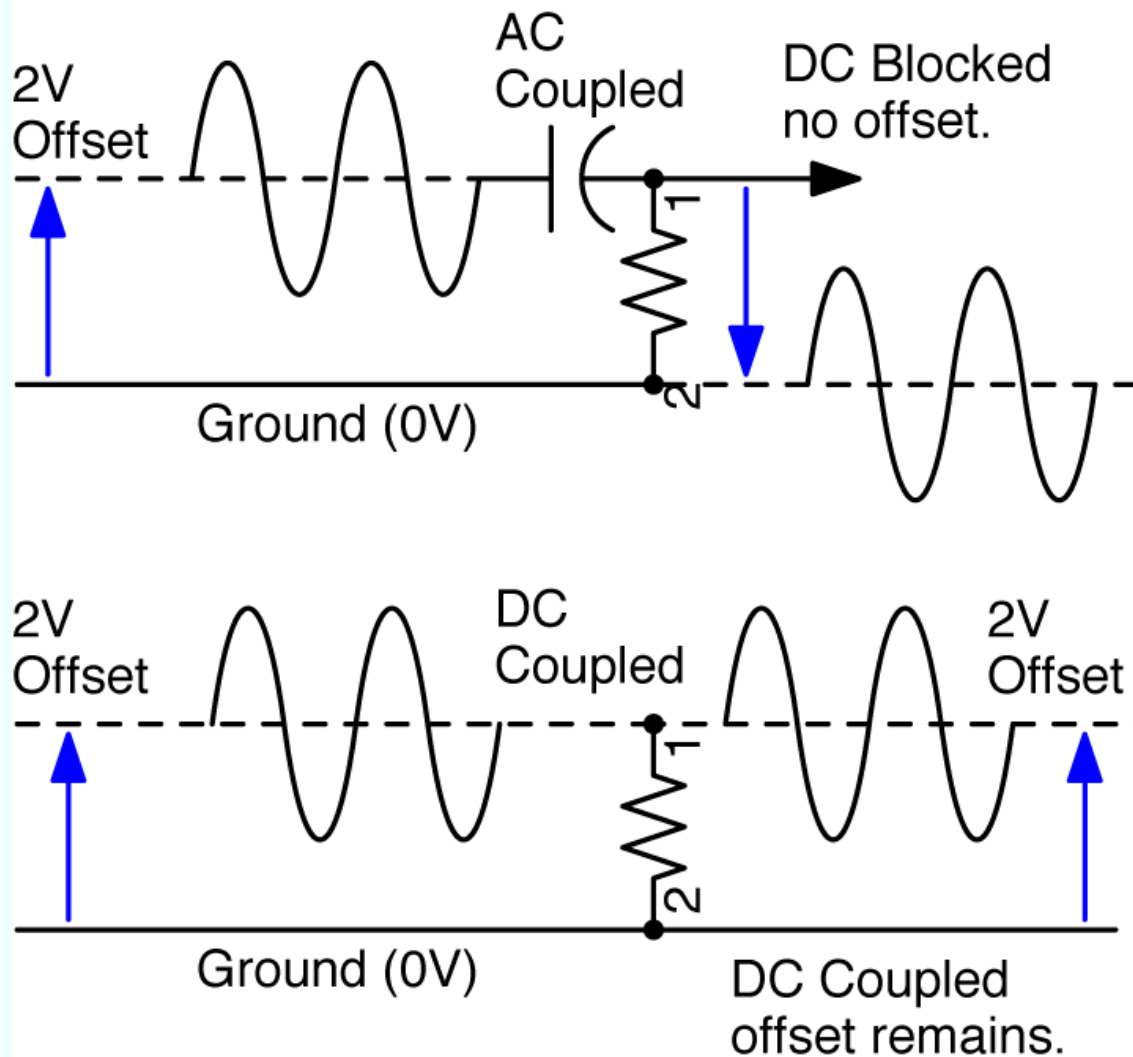 2V
Offset
AC
Coupled
DC Blocked
no offset.
1
2
Ground (0V)
2V
Offset
DC
Coupled
2V
Offset
1
2
Ground (0V)
DC Coupled
offset remains.